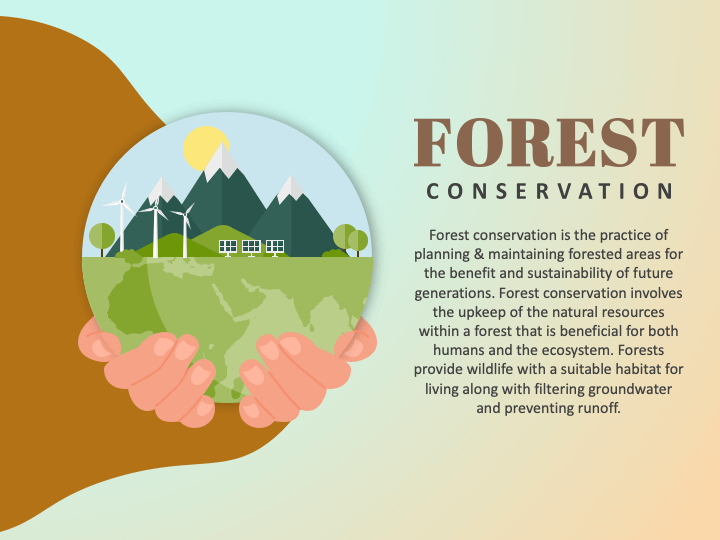 FOREST
CONSERVATION
Forest conservation is the practice of
planning & maintaining forested areas for
the benefit and sustainability of future
generations. Forest conservation involves
the upkeep of the natural resources
within a forest that is beneficial for both
humans and the ecosystem. Forests
provide wildlife with a suitable habitat for
living along with filtering groundwater
and preventing runoff.